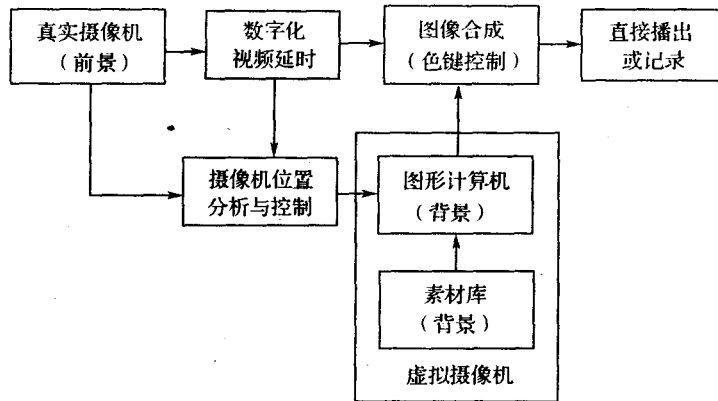 真实摄像机
（前景）
数字化
视频延时
图像合成
（色键控制）
直接播出
或记录
摄像机位置
分析与控制
图形计算机
（背景）
素材库
（背景）
虚拟摄像机